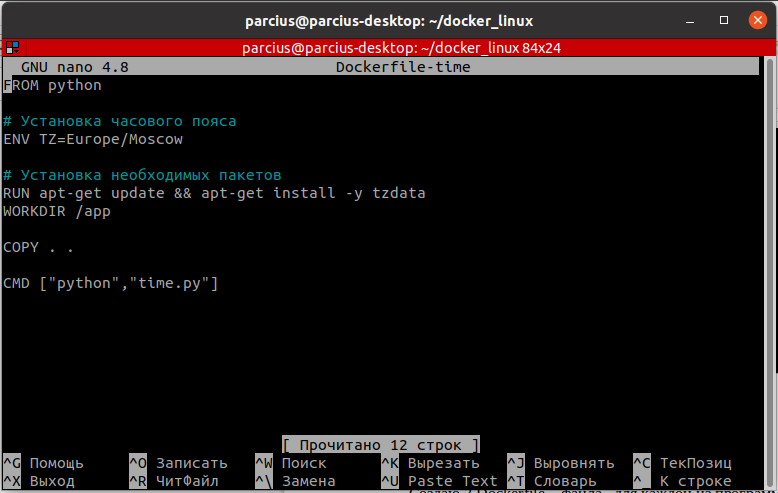 parcius@parcius-desktop: ~/docker_linux
parcius@parcius-desktop: ~/docker_linux 84x24
GNU nano 4.8 Dockerfile-time
FROM python
# Установка часового пояса
ENV TZ=Europe/Moscow
# Установка необходимых пакетов
RUN apt-get update && apt-get install -y tzdata
WORKDIR /app
COPY . .
CMD ["python","time.py"]
[ Прочитано 12 строк ]
^G Помощь ^O Записать ^W Поиск ^K Вырезать ^J Выровнять ^C ТекПозиц
^X Выход ^R ЧитФайл ^\ Замена ^U Paste Text ^T Словарь ^_ К строке